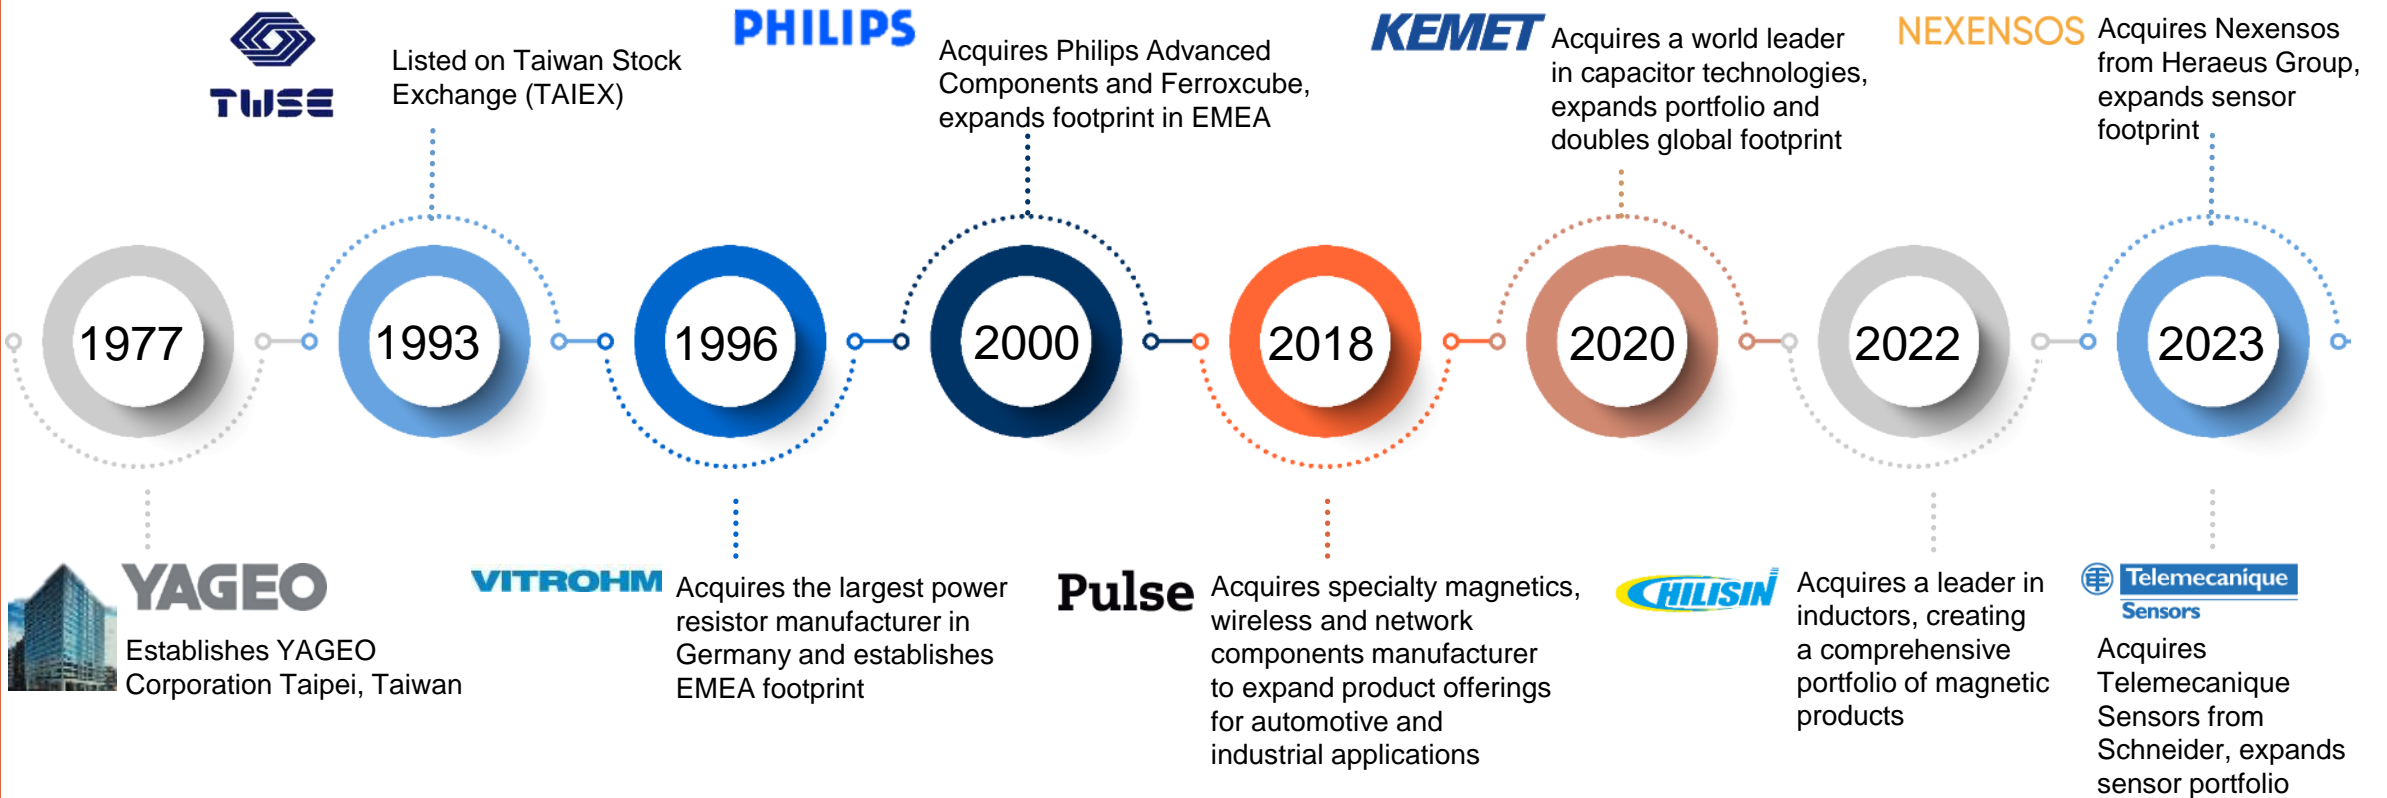 TWSE
Listed on Taiwan Stock
Exchange (TAIEX)
PHILIPS
Acquires Philips Advanced
Components and Ferroxcube,
expands footprint in EMEA
KEMET
Acquires a world leader
in capacitor technologies,
expands portfolio and
doubles global footprint
NEXENSOS
Acquires Nexensos
from Heraeus Group,
expands sensor
footprint
1977
1993
1996
2000
2018
2020
2022
2023
YAGEO
Establishes YAGEO
Corporation Taipei, Taiwan
VITROHM
Acquires the largest power
resistor manufacturer in
Germany and establishes
EMEA footprint
Pulse
Acquires specialty magnetics,
wireless and network
components manufacturer
to expand product offerings
for automotive and
industrial applications
CHILISIN
Acquires a leader in
inductors, creating
a comprehensive
portfolio of magnetic
products
Telemecanique
Sensors
Acquires
Telemecanique
Sensors from
Schneider, expands
sensor portfolio